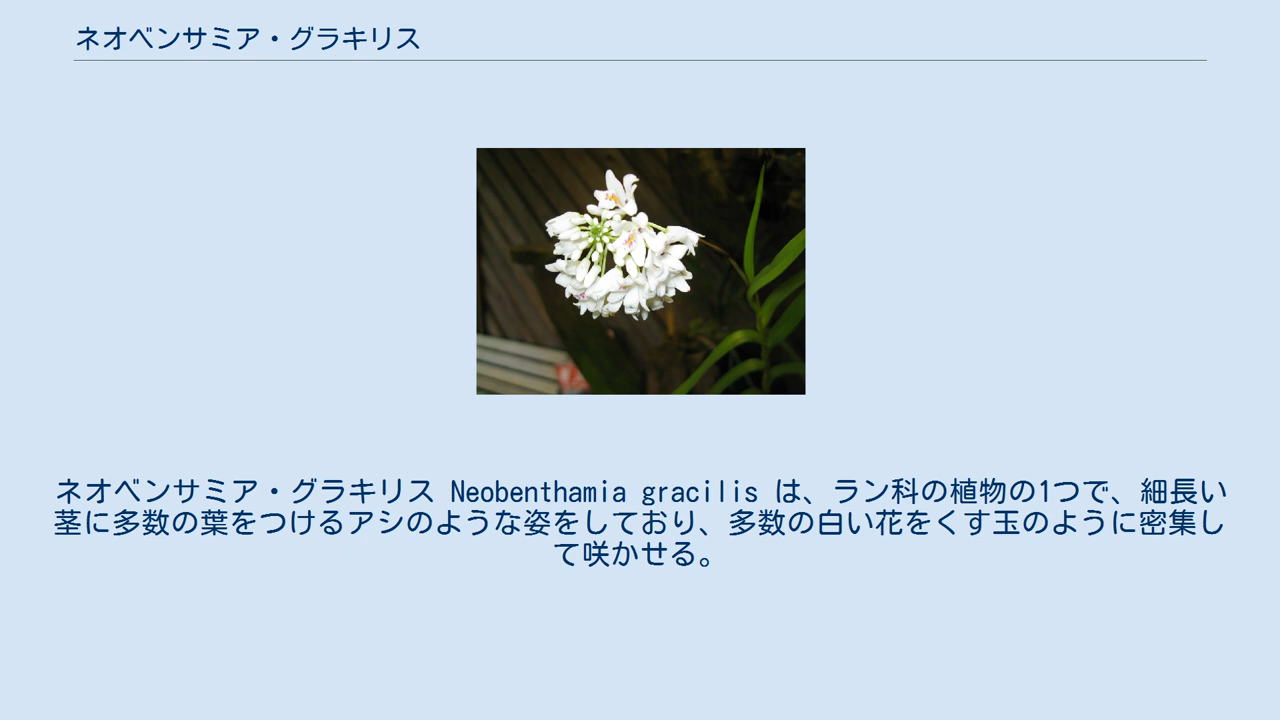 ネオベンサミア・グラキリス
ネオベンサミア・グラキリス Neobenthamia gracilis は、ラン科の植物の1つで、細長い
茎に多数の葉をつけるアシのような姿をしており、多数の白い花をくす玉のように密集し
て咲かせる。